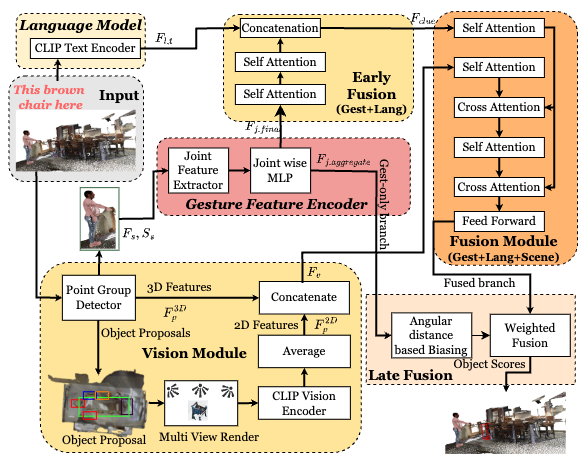 Language Model
CLIP Text Encoder
F_{l,t}
This brown
chair here
Input
Concatenation
Self Attention
Self Attention
Early
Fusion
(Gest+Lang)
F_{clue}
Self Attention
Self Attention
Cross Attention
Self Attention
Cross Attention
Feed Forward
Fusion Module
(Gest+Lang+Scene)
F_{j.final}
Joint
Feature
Extractor
Joint wise
MLP
F_{j.aggregate}
Gesture Feature Encoder
Gest-only branch
F_s, S_s
F_v
Fused branch
Point Group
Detector
3D Features
F_p^{3D}
Concatenate
2D Features
F_p^{2D}
Object Proposals
Vision Module
Average
CLIP Vision
Encoder
Object Proposal
Multi View Render
Angular
distance
based Biasing
Weighted
Fusion
Late Fusion
Object Scores